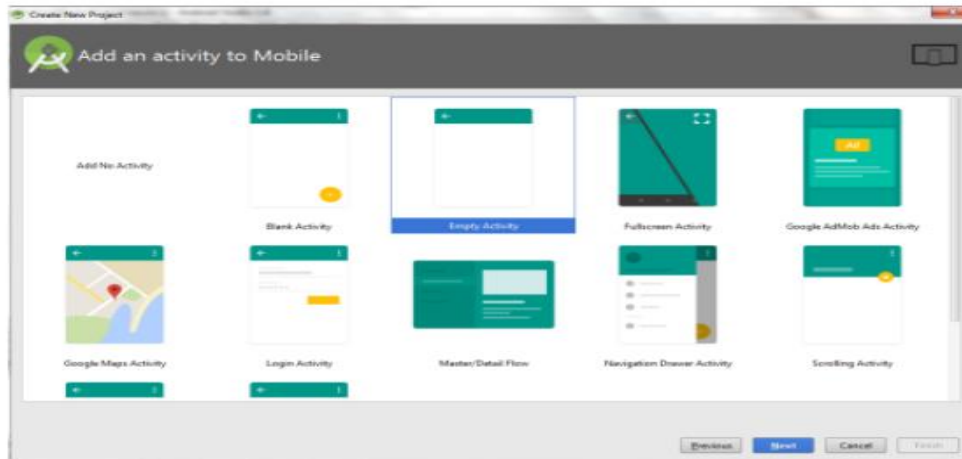 Create New Project
Add an activity to Mobile
Add No Activity
Blank Activity
Empty Activity
Fullscreen Activity
Ad
Google AdMob Ads Activity
Google Maps Activity
Login Activity
Master/Detail Flow
Navigation Drawer Activity
Scrolling Activity
Previous
Next
Cancel
Finish